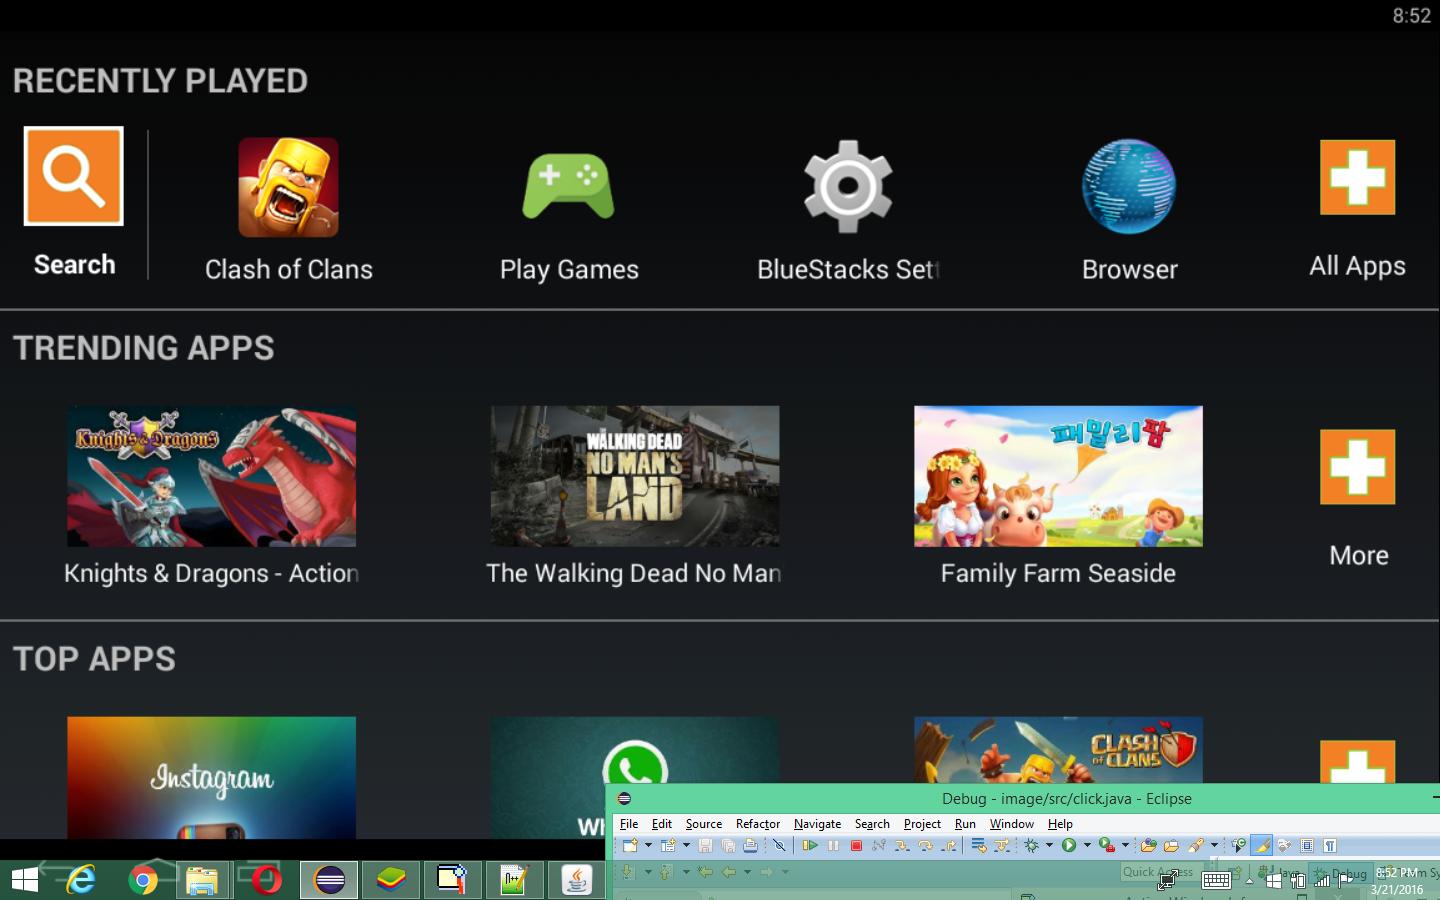 8:52
RECENTLY PLAYED
Search
Clash of Clans
Play Games
BlueStacks Sett
Browser
All Apps
TRENDING APPS
Knights & Dragons
THE WALKING DEAD
NO MAN'S
LAND
패밀리팜
Knights & Dragons - Action
The Walking Dead No Man
Family Farm Seaside
More
TOP APPS
Instagram
CLASH
OF CLANS
Wh
Debug - image/src/click.java - Eclipse
File Edit Source Refactor Navigate Search Project Run Window Help
Quick Access
Java
Debug
8:52 PM
3/21/2016